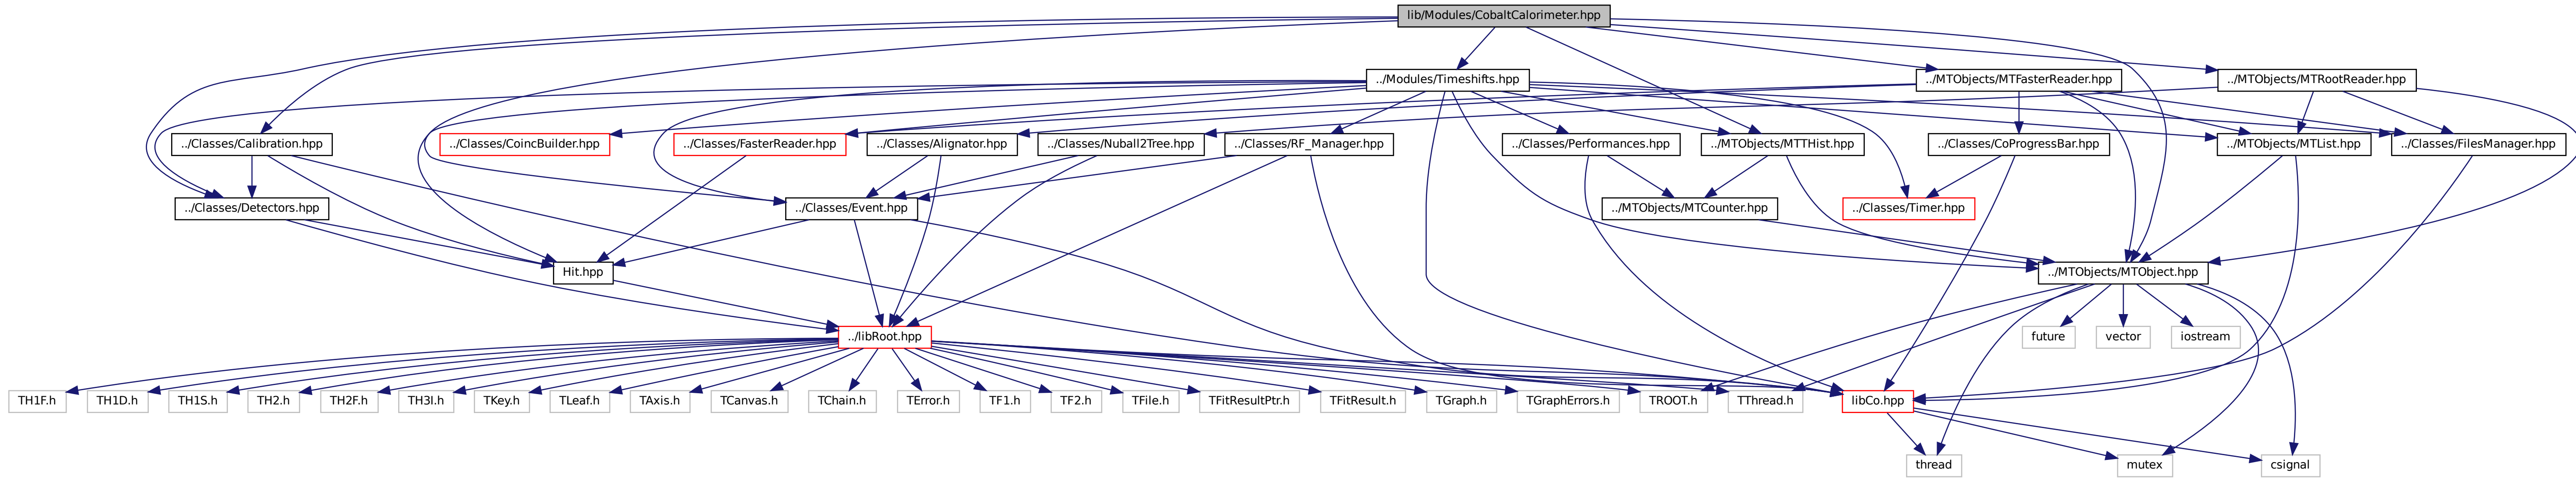 lib/Modules/CobaltCalorimeter.hpp
../Modules/Timeshifts.hpp
../MTObjects/MTFasterReader.hpp
../MTObjects/MTRootReader.hpp
../Classes/Calibration.hpp
../Classes/CoincBuilder.hpp
../Classes/FasterReader.hpp
../Classes/Alignator.hpp
../Classes/Nuball2Tree.hpp
../Classes/RF_Manager.hpp
../Classes/Performances.hpp
../MTObjects/MTTHist.hpp
../Classes/CoProgressBar.hpp
../MTObjects/MTList.hpp
../Classes/FilesManager.hpp
../Classes/Detectors.hpp
../Classes/Event.hpp
../MTObjects/MTCounter.hpp
../Classes/Timer.hpp
Hit.hpp
../MTObjects/MTObject.hpp
../libRoot.hpp
future
vector
iostream
TH1F.h
TH1D.h
TH1S.h
TH2.h
TH2F.h
TH3I.h
TKey.h
TLeaf.h
TAxis.h
TCanvas.h
TChain.h
TError.h
TF1.h
TF2.h
TFile.h
TFitResultPtr.h
TFitResult.h
TGraph.h
TGraphErrors.h
TROOT.h
TThread.h
libCo.hpp
thread
mutex
csignal